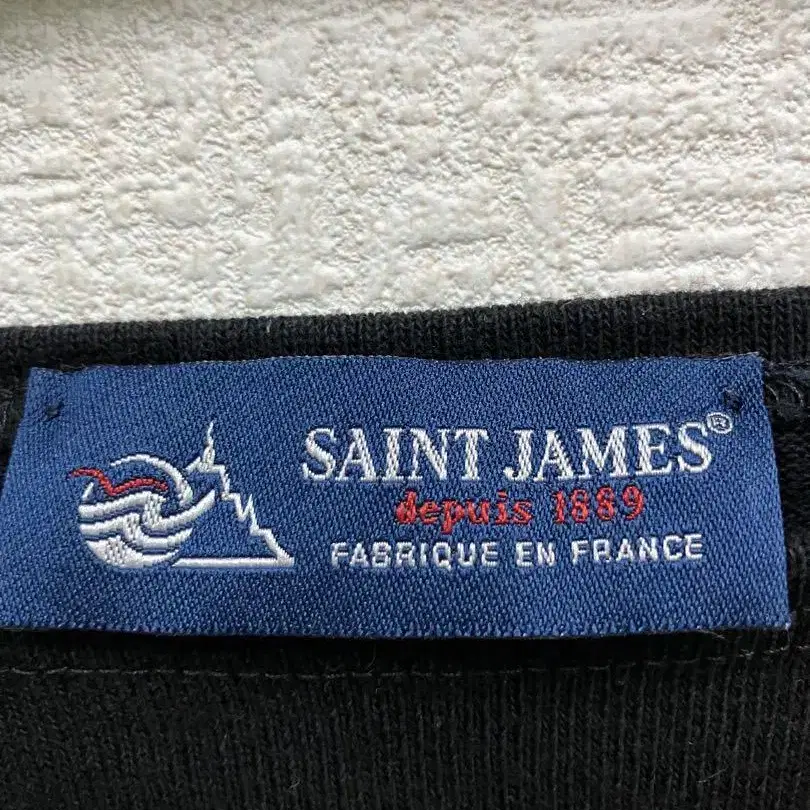 SAINT JAMES®
depuis 1889
FABRIQUE EN FRANCE